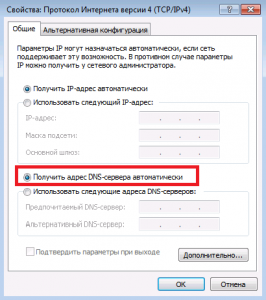 Свойства: Протокол Интернета версии 4 (TCP/IPv4)
Общие
Альтернативная конфигурация
Параметры IP могут назначаться автоматически, если сеть
поддерживает эту возможность. В противном случае параметры
IP можно получить у сетевого администратора.
Получить IP-адрес автоматически
Использовать следующий IP-адрес:
IP-адрес:
Маска подсети:
Основной шлюз:
Получить адрес DNS-сервера автоматически
Использовать следующие адреса DNS-серверов:
Предпочитаемый DNS-сервер:
Альтернативный DNS-сервер:
Подтвердить параметры при выходе
Дополнительно...
ОК
Отмена